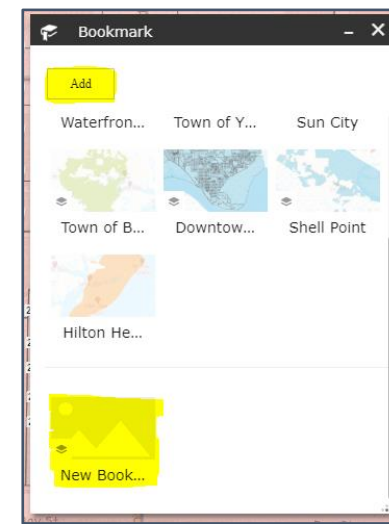 Bookmark
Add
Waterfron... Town of Y... Sun City
Town of B... Downtow... Shell Point
Hilton He...
New Book...